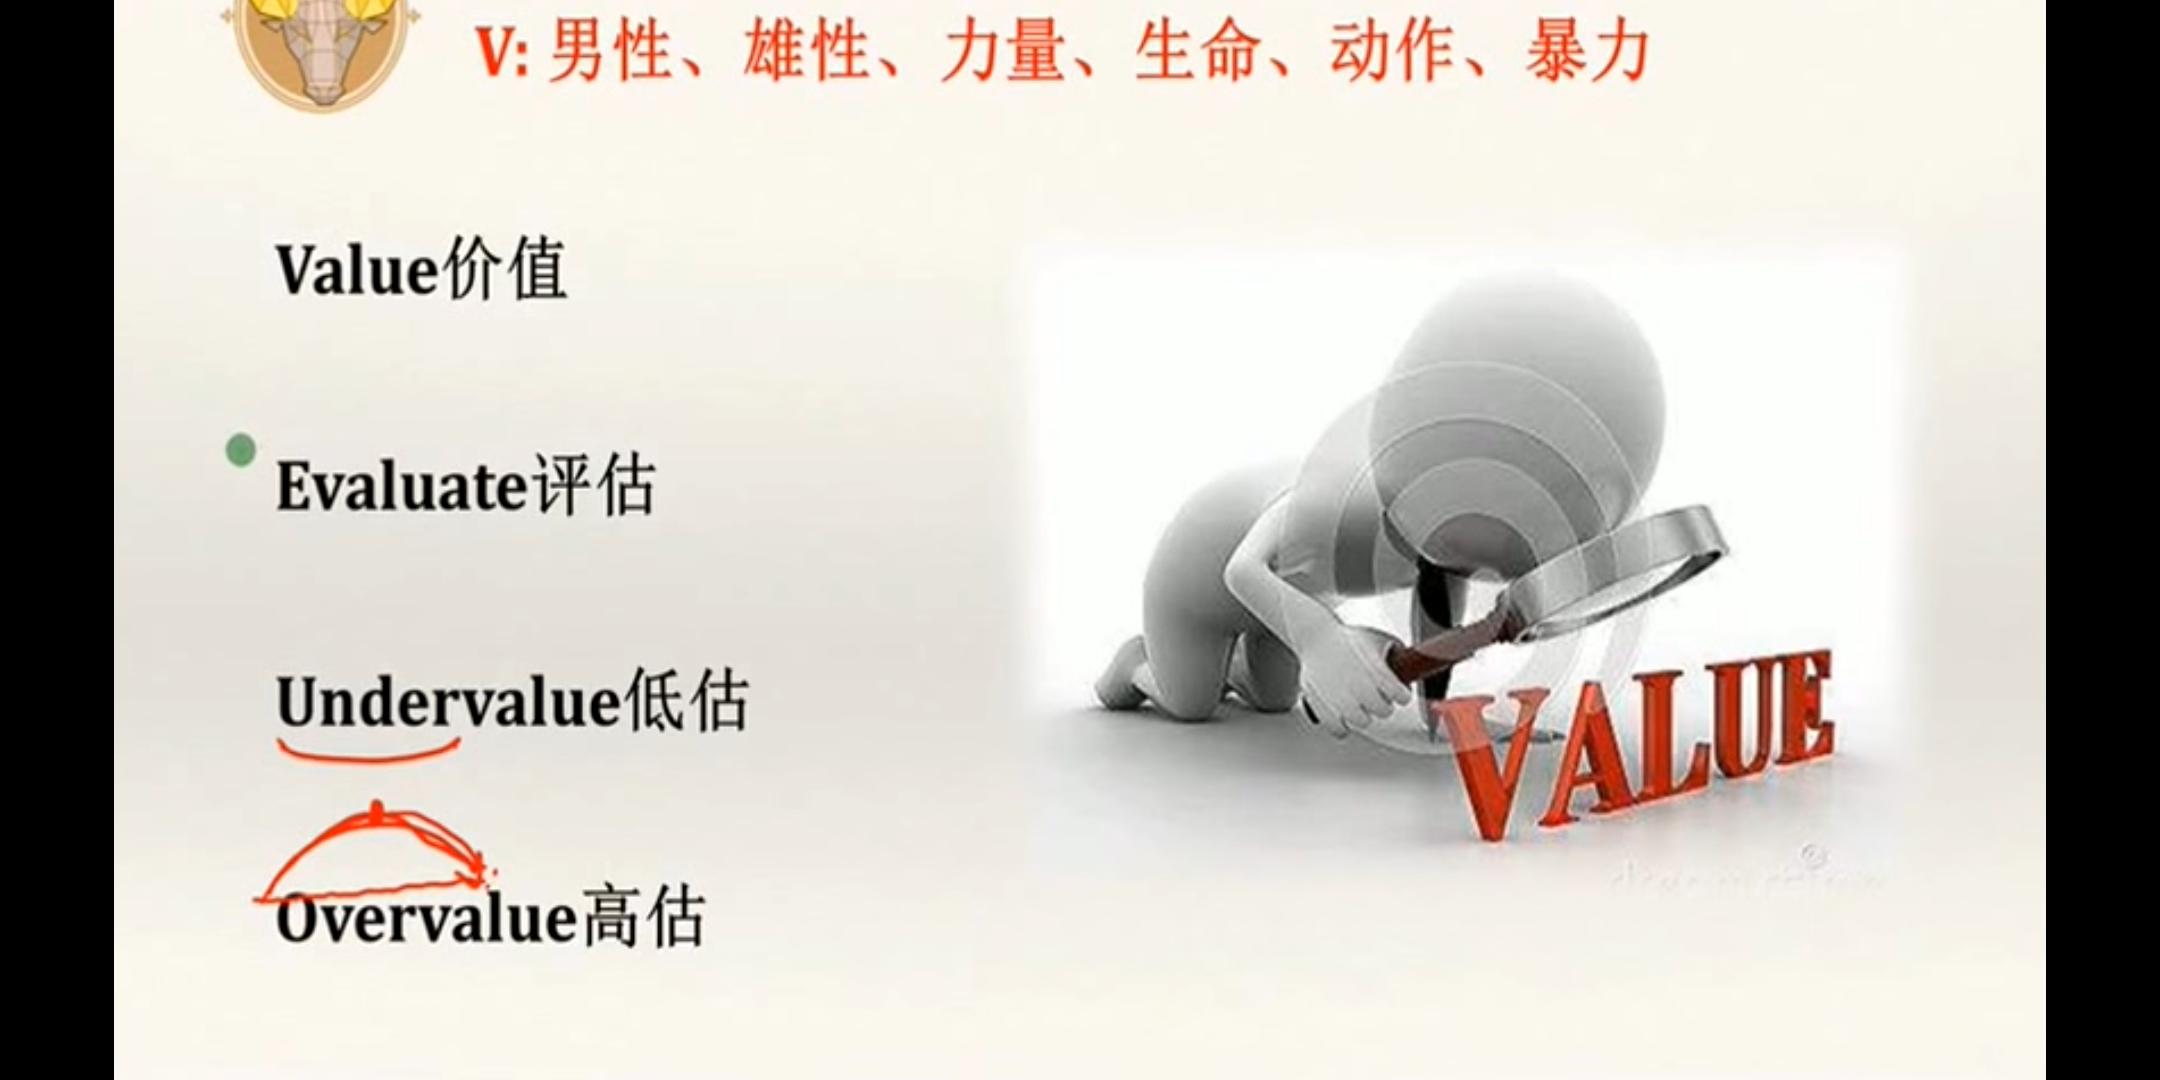 V: 男性、雄性、力量、生命、动作、暴力
Value价值
Evaluate评估
Undervalue低估
Overvalue高估
VALUE